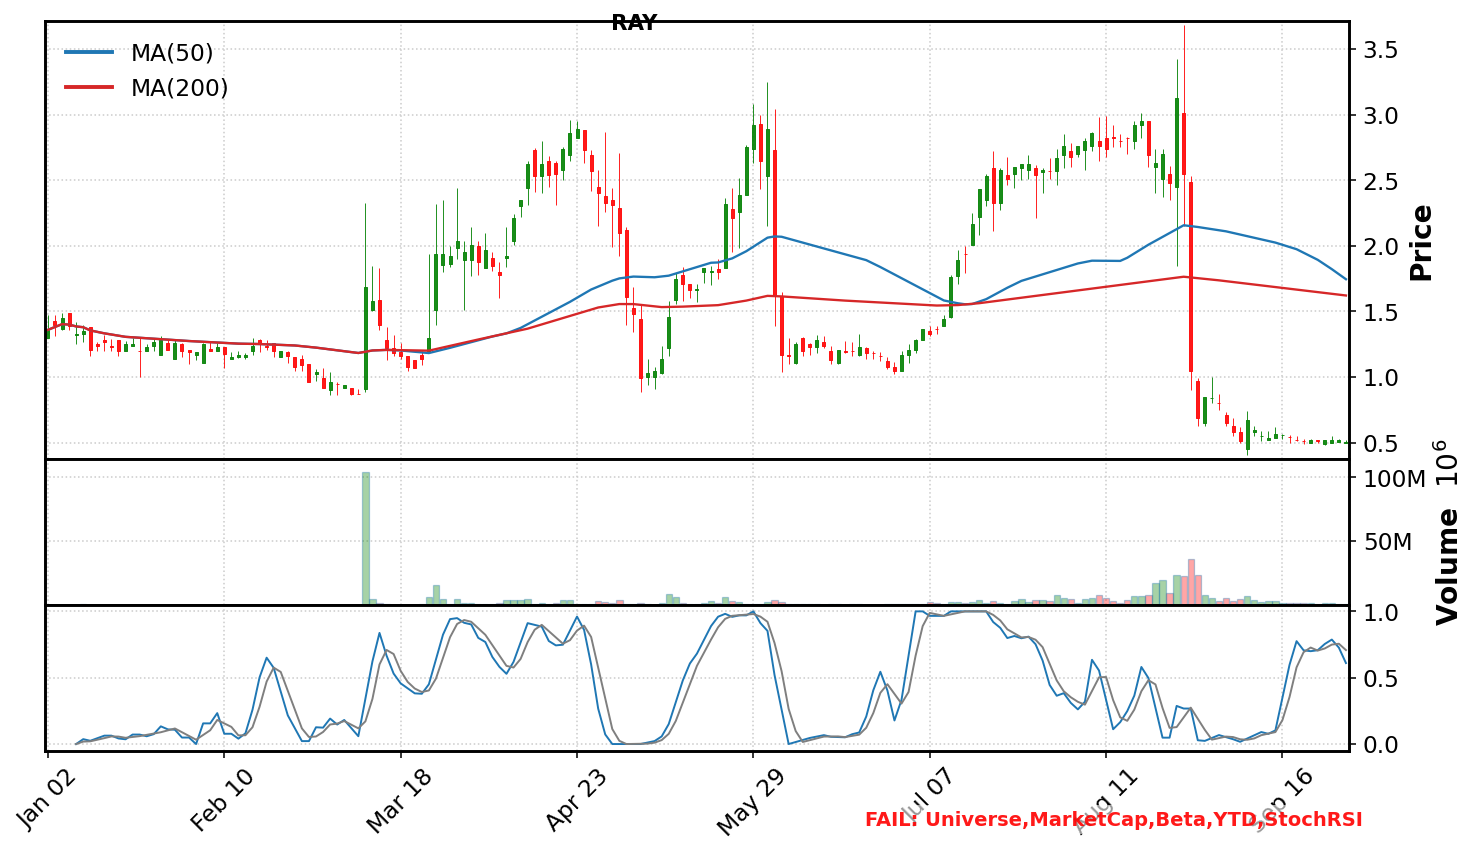 RAY
MA(50)
MA(200)
3.5
3.0
2.5
2.0
1.5
1.0
0.5
Price
100M
50M
Volume 10^6
1.0
0.5
0.0
Jan 02
Feb 10
Mar 18
Apr 23
May 29
Jul 07
Aug 11
Sep 16
FAIL: Universe,MarketCap,Beta,YTD,StochRSI